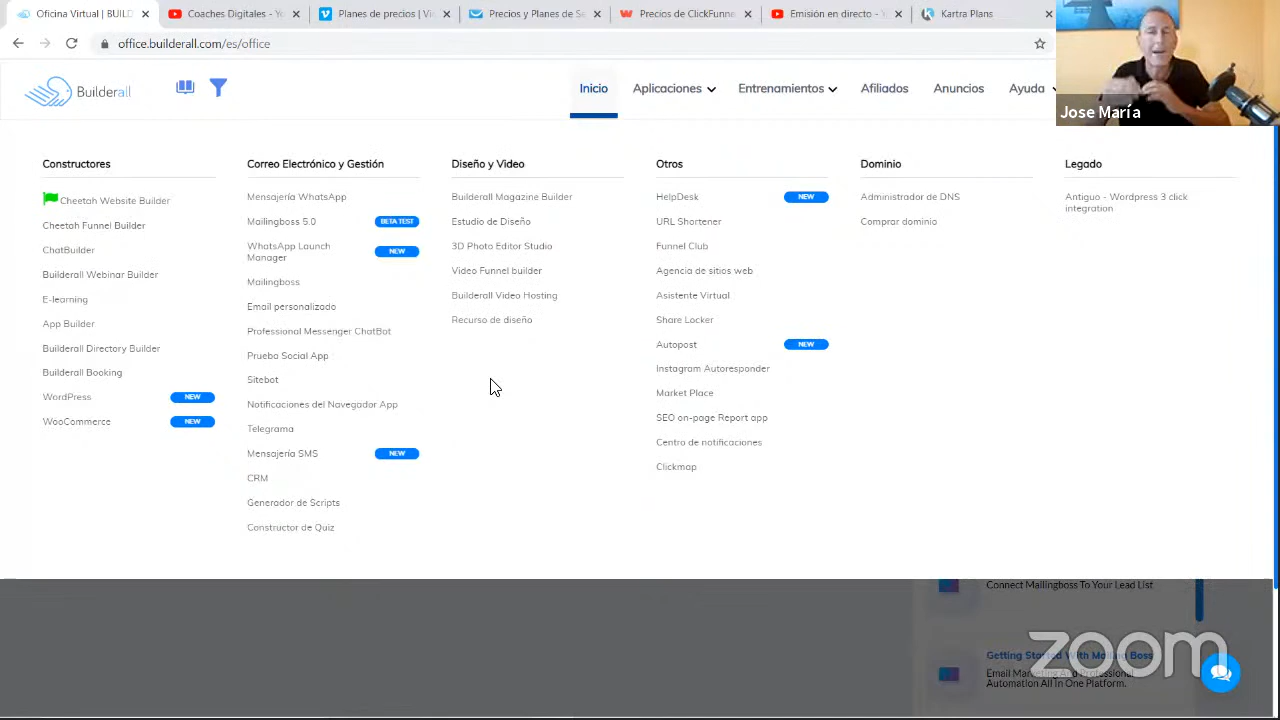 Oficina Virtual | BUILD
Coaches Digitales - Yo
Planes de precios | Vi
Precios y Planes de Se
Precios de ClickFunne
Emisión en directo - Yo
Kartra Plans
office.builderall.com/es/office
Builderall
Inicio
Aplicaciones
Entrenamientos
Afiliados
Anuncios
Ayuda
Jose María
Constructores
Cheetah Website Builder
Cheetah Funnel Builder
ChatBuilder
Builderall Webinar Builder
E-learning
App Builder
Builderall Directory Builder
Builderall Booking
WordPress NEW
WooCommerce NEW
Correo Electrónico y Gestión
Mensajería WhatsApp
Mailingboss 5.0 BETA TEST
WhatsApp Launch
Manager NEW
Mailingboss
Email personalizado
Professional Messenger ChatBot
Prueba Social App
Sitebot
Notificaciones del Navegador App
Telegrama
Mensajería SMS NEW
CRM
Generador de Scripts
Constructor de Quiz
Diseño y Video
Builderall Magazine Builder
Estudio de Diseño
3D Photo Editor Studio
Video Funnel builder
Builderall Video Hosting
Recurso de diseño
Otros
HelpDesk NEW
URL Shortener
Funnel Club
Agencia de sitios web
Asistente Virtual
Share Locker
Autopost NEW
Instagram Autoresponder
Market Place
SEO on-page Report app
Centro de notificaciones
Clickmap
Dominio
Administrador de DNS
Comprar dominio
Legado
Antiguo - Wordpress 3 click
integration
Connect Mailingboss To Your Lead List
Getting Started With Mailing Boss
Email Marketing And Professional
Automation All In One Platform.
zoom